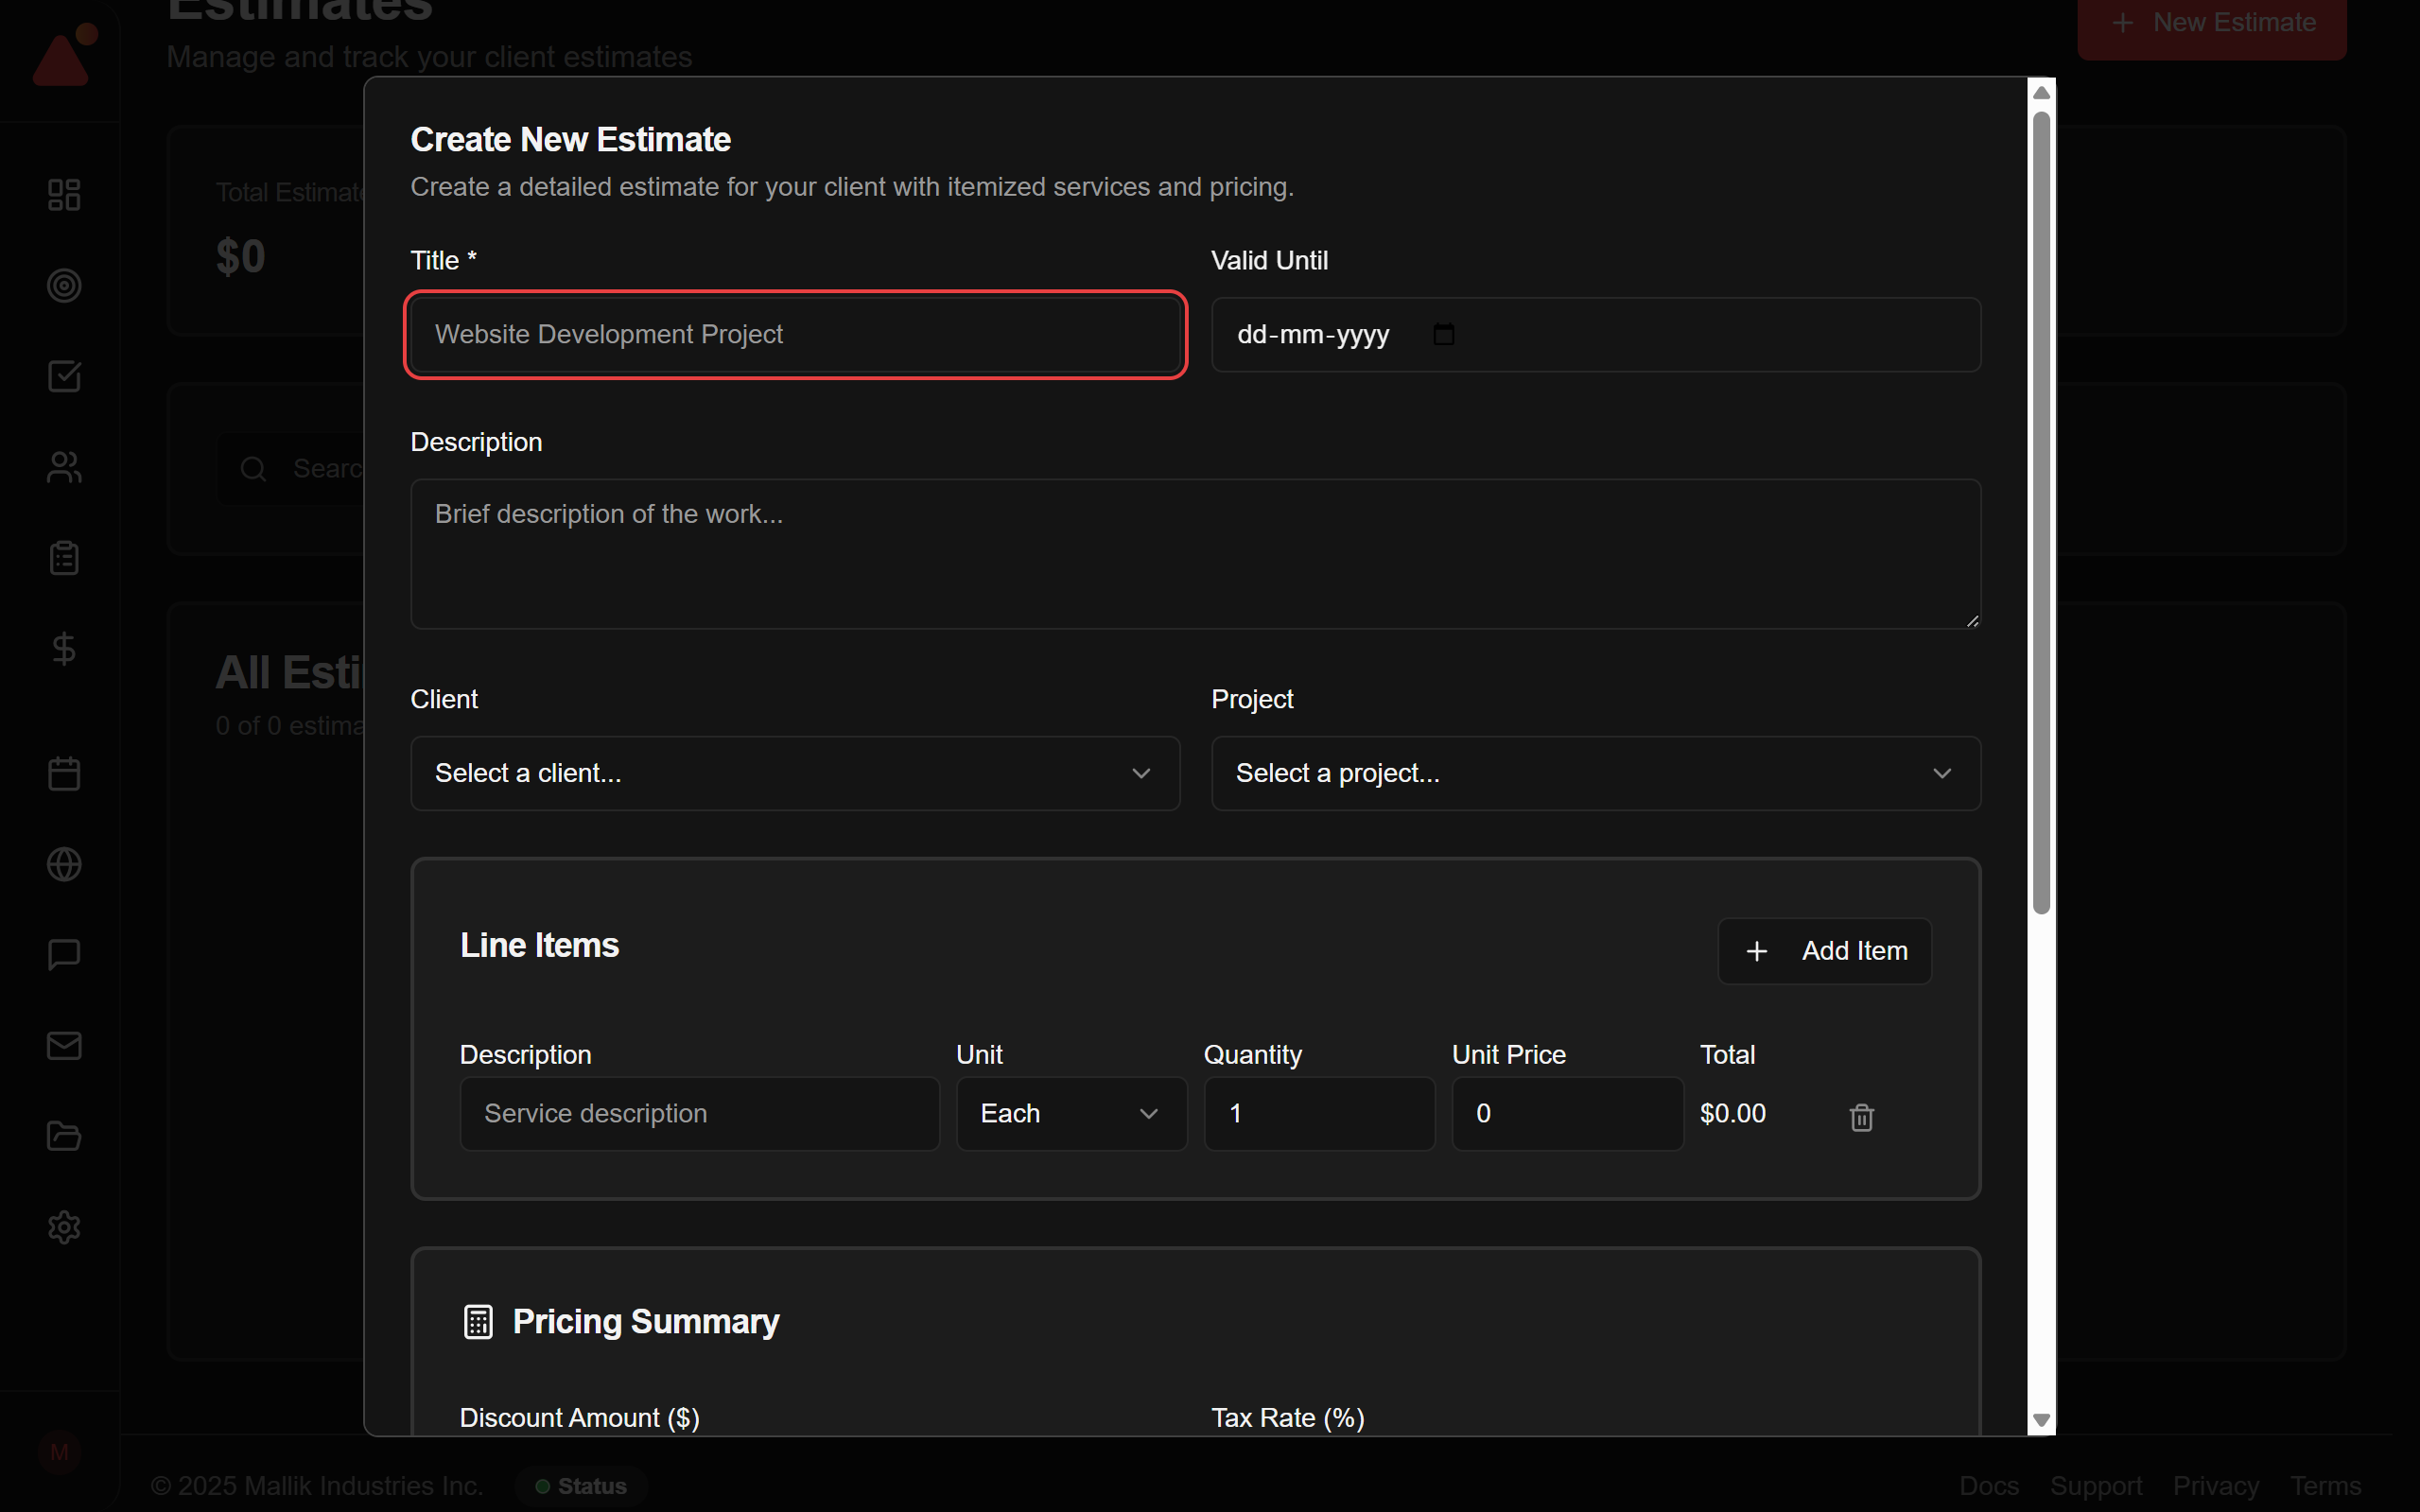 Estimates
Manage and track your client estimates
+ New Estimate
Total Estimate
$0
Searc
All Esti
0 of 0 estima
Create New Estimate
Create a detailed estimate for your client with itemized services and pricing.
Title *
Valid Until
Website Development Project
dd-mm-yyyy
Description
Brief description of the work...
Client
Project
Select a client...
Select a project...
Line Items
+ Add Item
Description
Unit
Quantity
Unit Price
Total
Service description
Each
1
0
$0.00
Pricing Summary
Discount Amount ($)
Tax Rate (%)
M
© 2025 Mallik Industries Inc.
Status
Docs
Support
Privacy
Terms